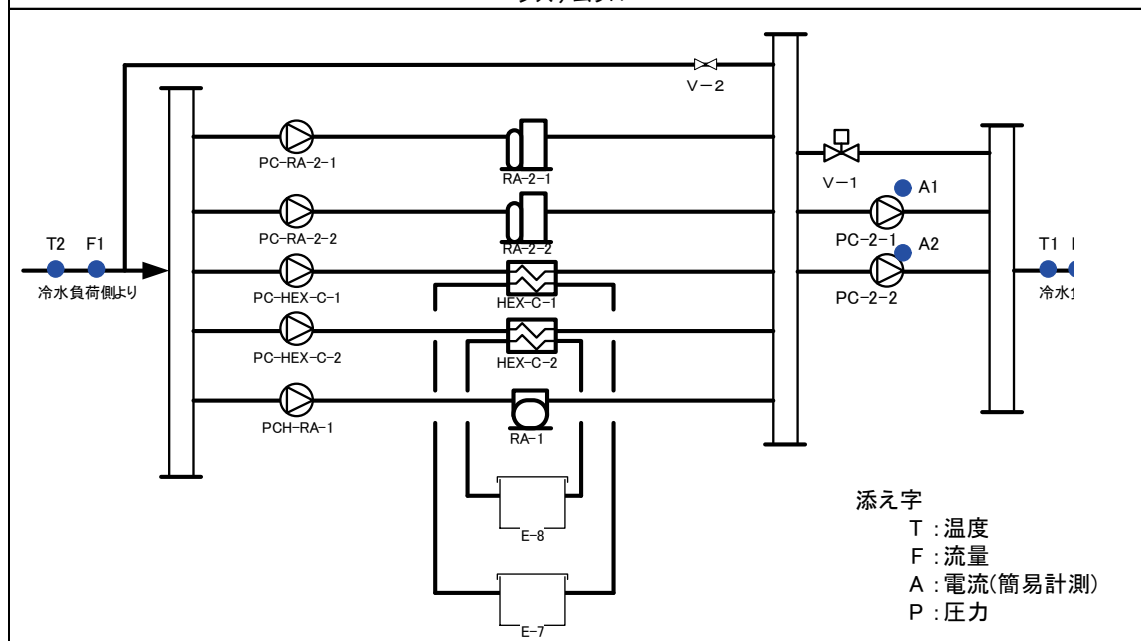 V-2
PC-RA-2-1
RA-2-1
V-1
A1
PC-RA-2-2
RA-2-2
PC-2-1
T2 F1
A2
T1
冷水負荷側より
PC-HEX-C-1
HEX-C-1
PC-2-2
冷水
PC-HEX-C-2
HEX-C-2
PCH-RA-1
RA-1
E-8
E-7
添え字
T：温度
F：流量
A：電流(簡易計測)
P：圧力